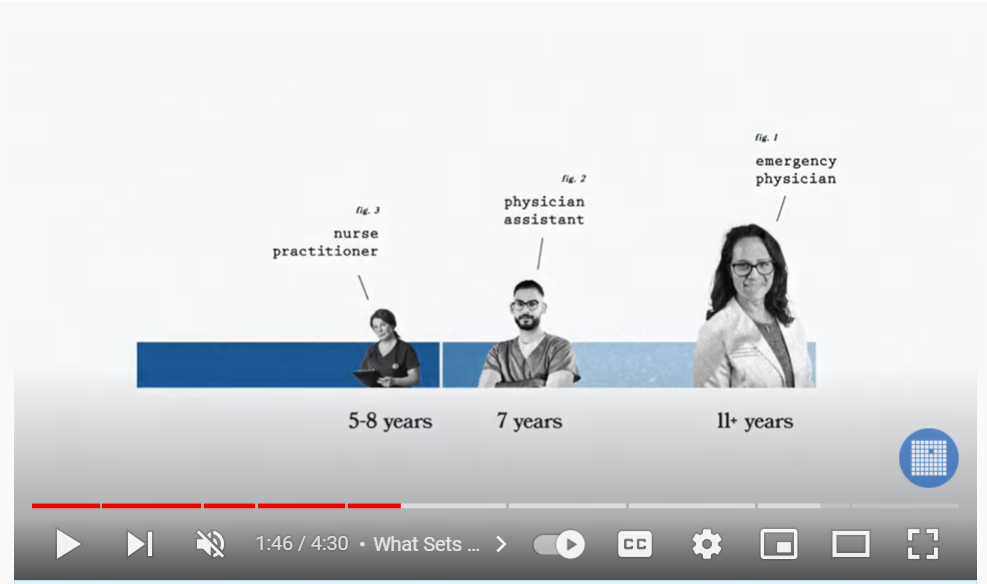 fig. 1
emergency
physician
fig. 2
physician
assistant
fig. 3
nurse
practitioner
5-8 years
7 years
11+ years
1:46 / 4:30 • What Sets ...
CC